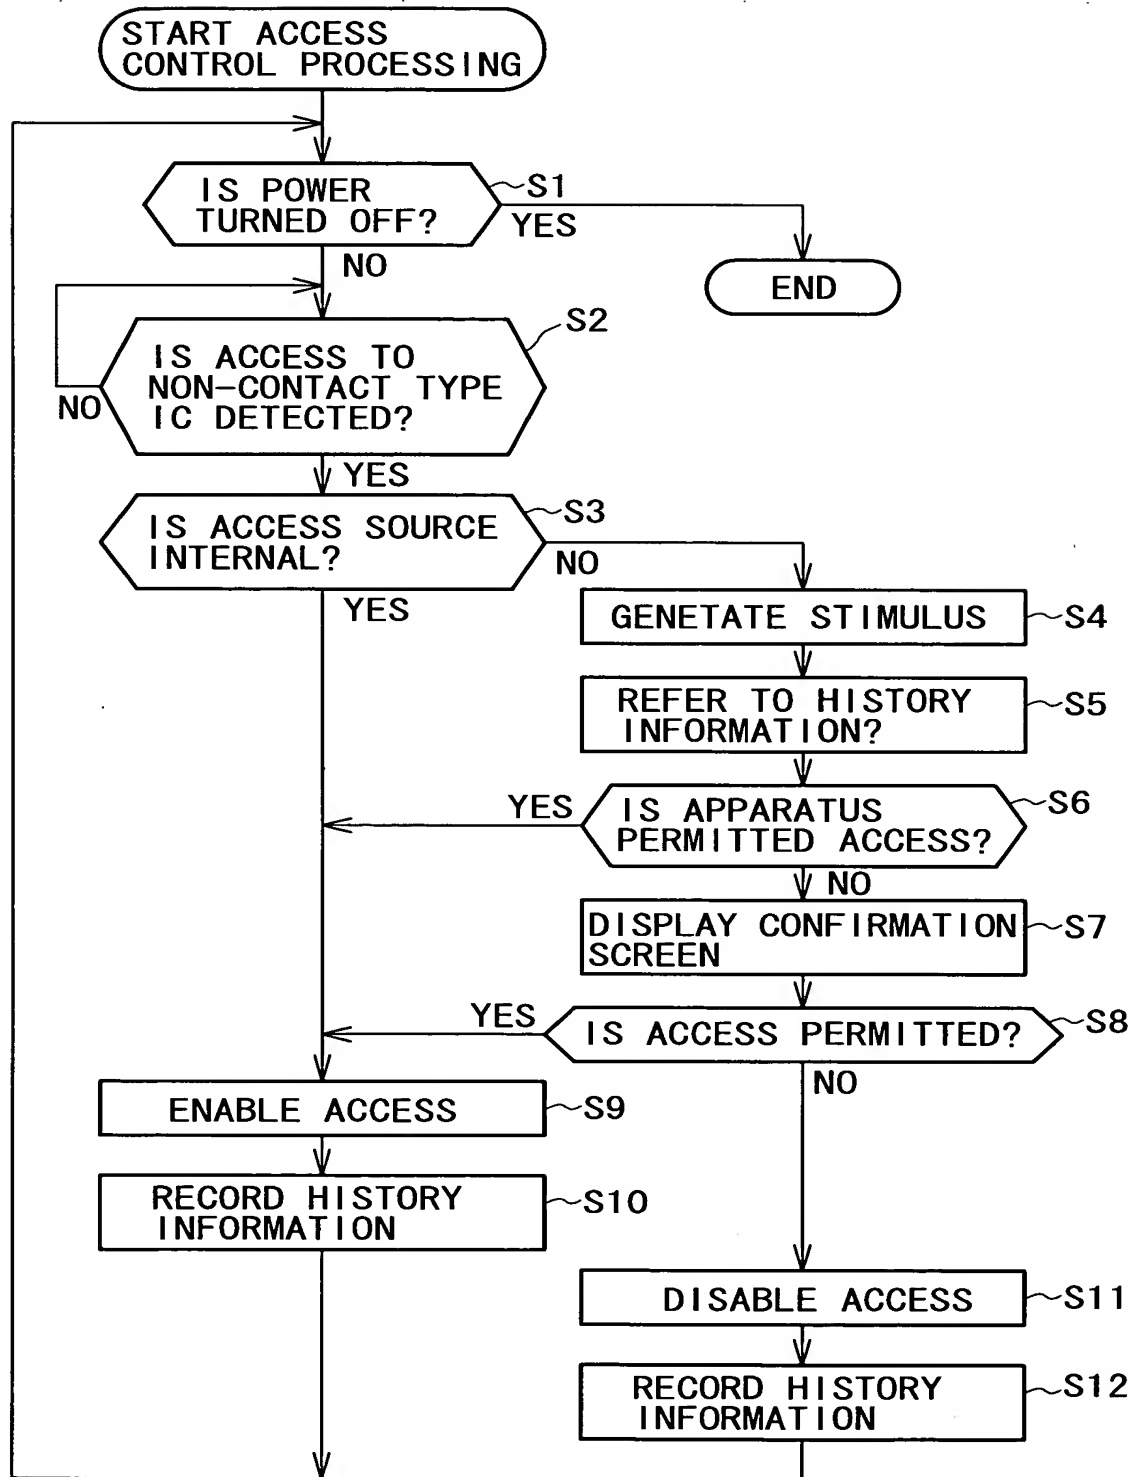 START ACCESS
CONTROL PROCESSING
IS POWER
TURNED OFF?
S1
YES
NO
END
S2
IS ACCESS TO
NON-CONTACT TYPE
IC DETECTED?
NO
YES
S3
IS ACCESS SOURCE
INTERNAL?
NO
YES
GENETATE STIMULUS
S4
REFER TO HISTORY
INFORMATION?
S5
YES
IS APPARATUS
PERMITTED ACCESS?
S6
NO
DISPLAY CONFIRMATION
SCREEN
S7
YES
IS ACCESS PERMITTED?
S8
NO
ENABLE ACCESS
S9
RECORD HISTORY
INFORMATION
S10
DISABLE ACCESS
S11
RECORD HISTORY
INFORMATION
S12